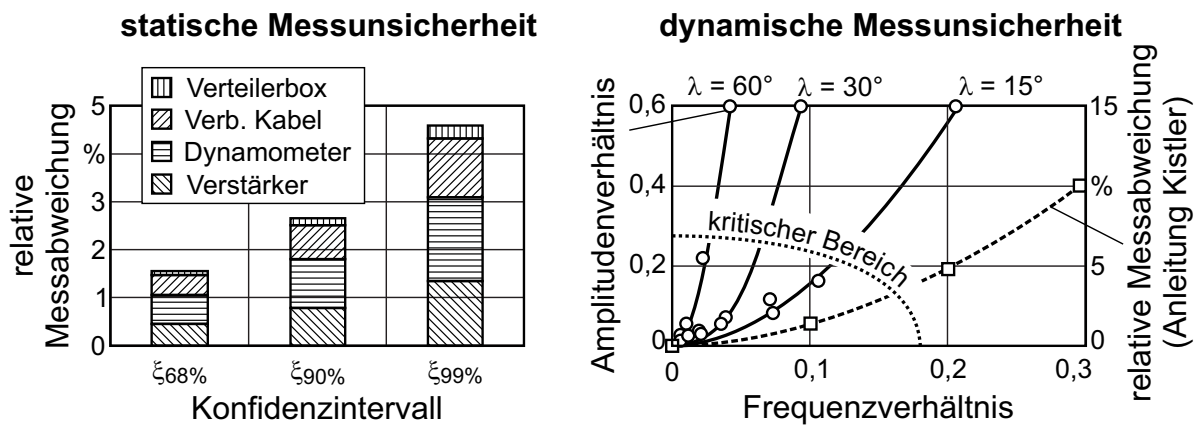 statische Messunsicherheit
relative
Messabweichung
5
%
3
2
1
0
Verteilerbox
Verb. Kabel
Dynamometer
Verstärker
ξ68%
ξ90%
ξ99%
Konfidenzintervall
dynamische Messunsicherheit
Amplitudenverhältnis
0,6
0,4
0,2
0
λ = 60°
λ = 30°
λ = 15°
kritischer Bereich
15
%
5
0
relative Messabweichung
(Anleitung Kistler)
0
0,1
0,2
0,3
Frequenzverhältnis